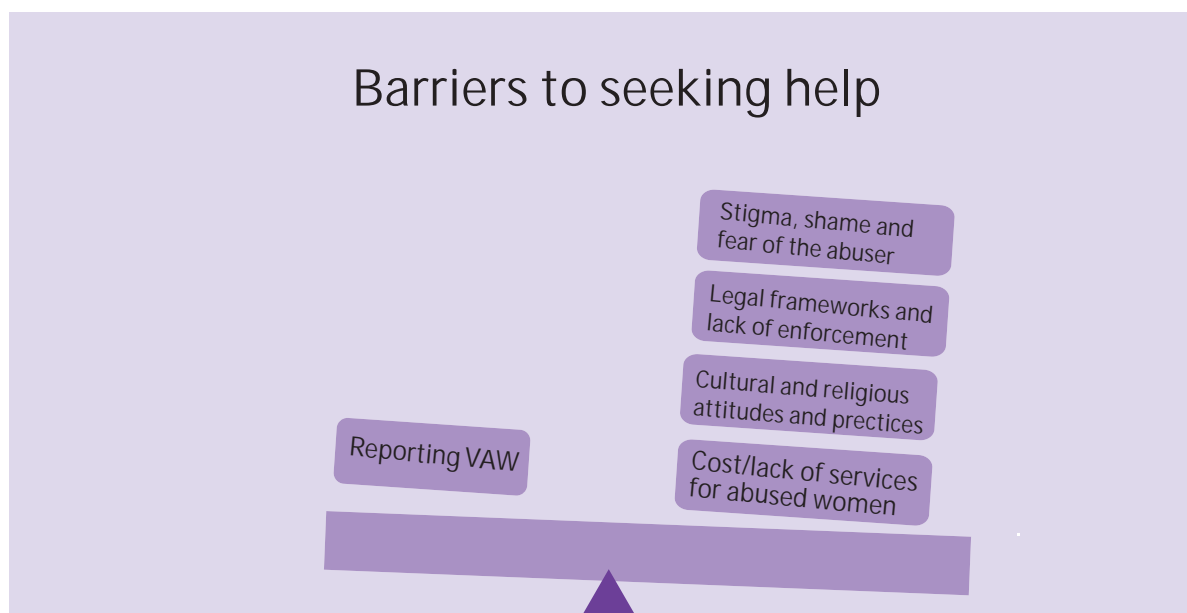 Barriers to seeking help
Stigma, shame and
fear of the abuser
Legal frameworks and
lack of enforcement
Cultural and religious
attitudes and prectices
Reporting VAW
Cost/lack of services
for abused women